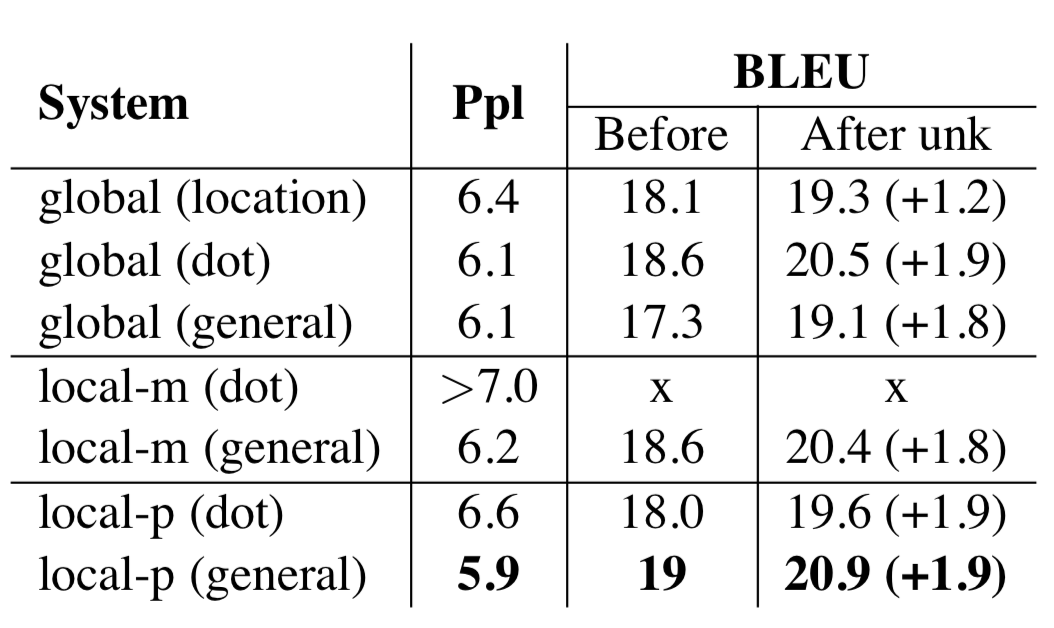 System Ppl BLEU
Before After unk
global (location) 6.4 18.1 19.3 (+1.2)
global (dot) 6.1 18.6 20.5 (+1.9)
global (general) 6.1 17.3 19.1 (+1.8)
local-m (dot) >7.0 x x
local-m (general) 6.2 18.6 20.4 (+1.8)
local-p (dot) 6.6 18.0 19.6 (+1.9)
local-p (general) 5.9 19 20.9 (+1.9)